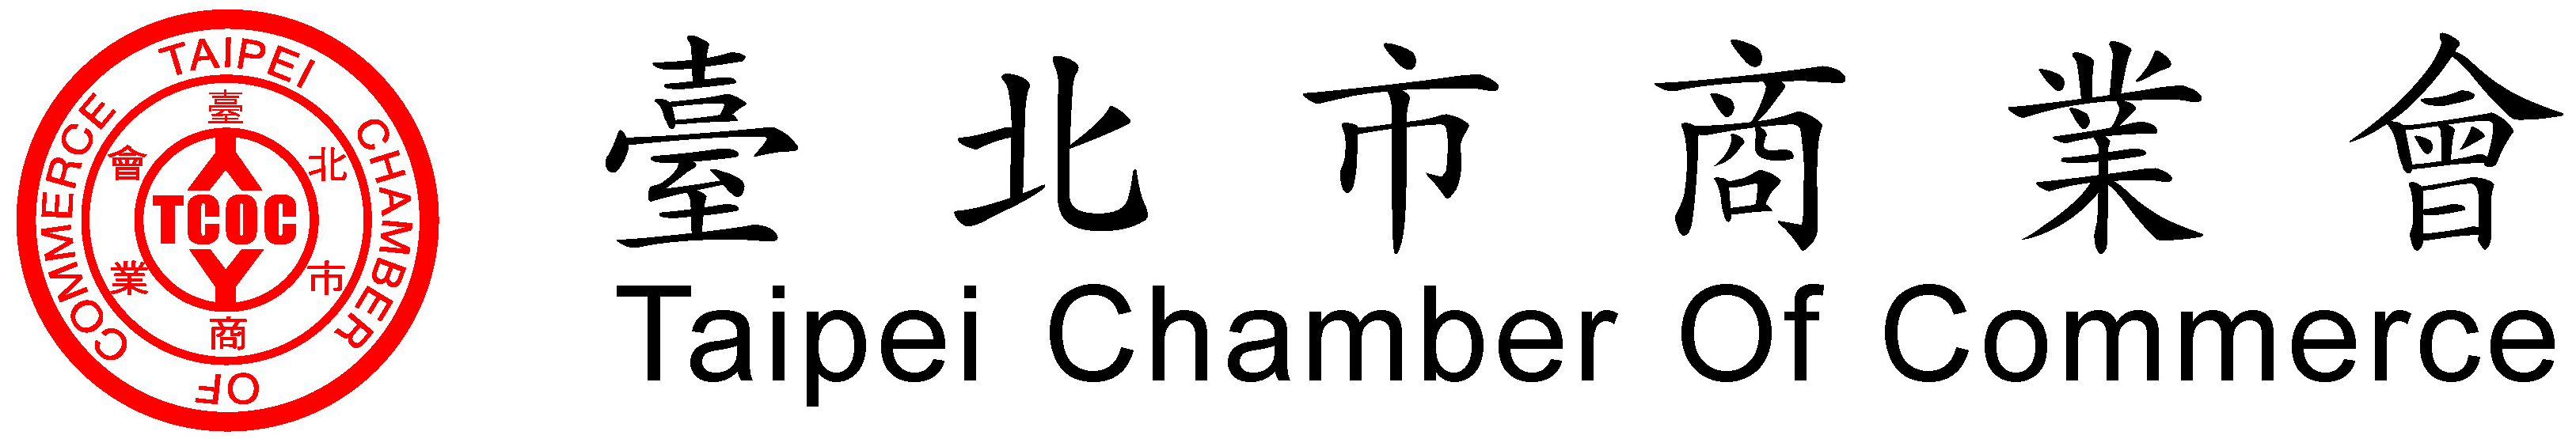 TAIPEI CHAMBER OF COMMERCE
臺北市商業會
TCOC
臺北市商業會
Taipei Chamber Of Commerce